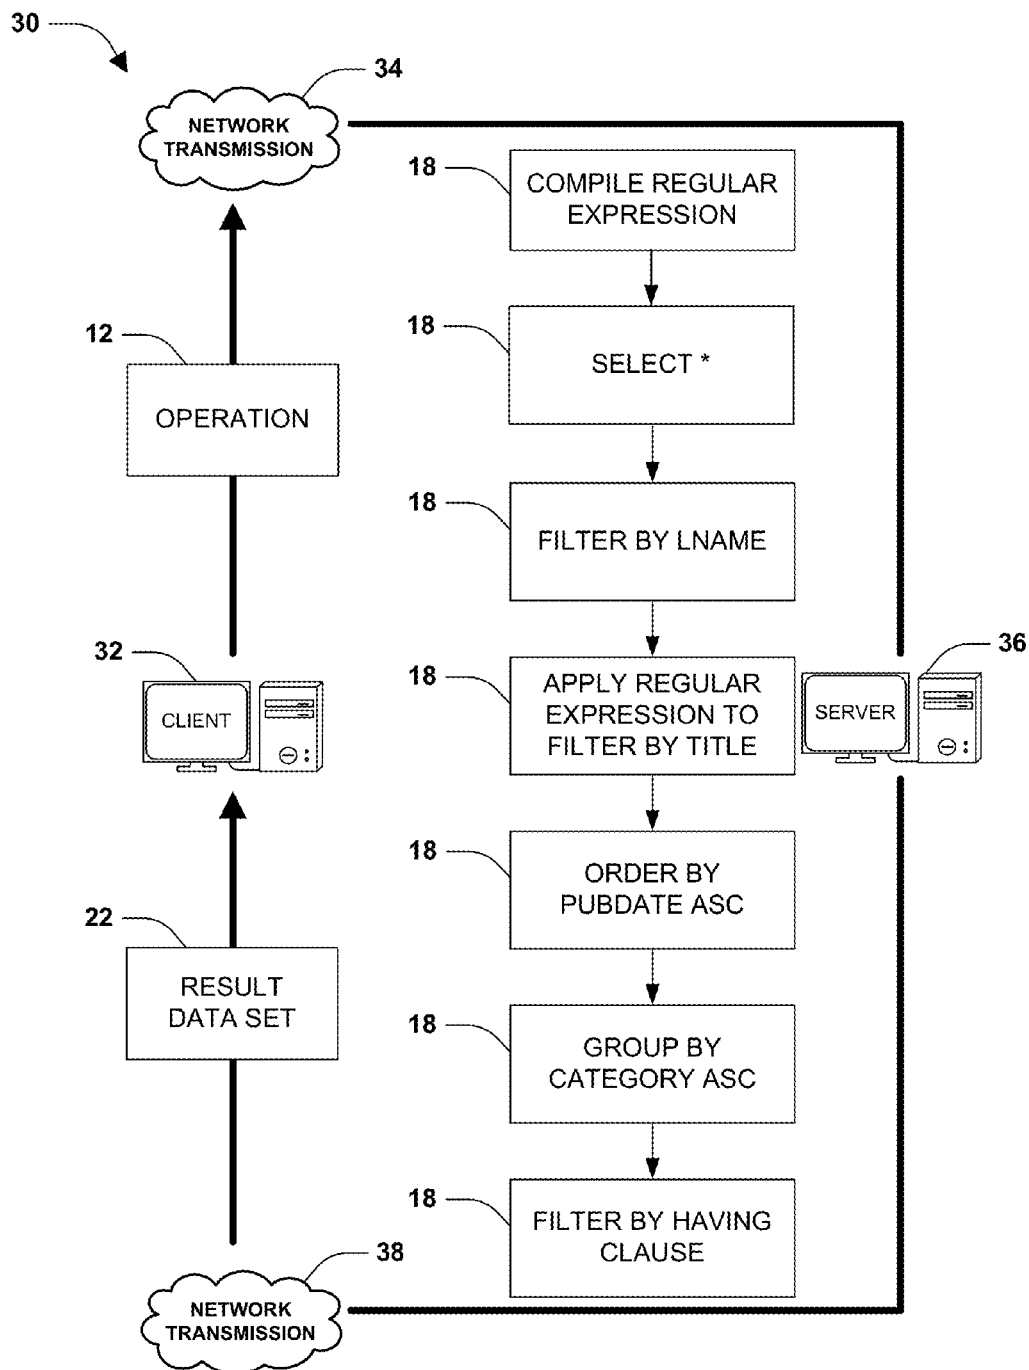 30
34
NETWORK
TRANSMISSION
18
COMPILE REGULAR
EXPRESSION
12
OPERATION
18
SELECT *
18
FILTER BY LNAME
32
CLIENT
18
APPLY REGULAR
EXPRESSION TO
FILTER BY TITLE
36
SERVER
18
ORDER BY
PUBDATE ASC
22
RESULT
DATA SET
18
GROUP BY
CATEGORY ASC
18
FILTER BY HAVING
CLAUSE
38
NETWORK
TRANSMISSION